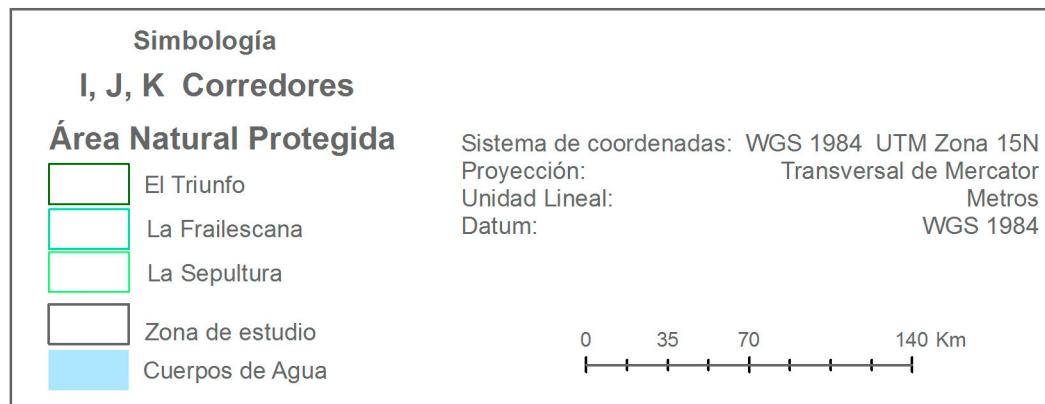 Simbología
I, J, K Corredores
Área Natural Protegida
El Triunfo
La Frailescana
La Sepultura
Zona de estudio
Cuerpos de Agua
Sistema de coordenadas: WGS 1984 UTM Zona 15N
Proyección: Transversal de Mercator
Unidad Lineal: Metros
Datum: WGS 1984
0 35 70 140 Km